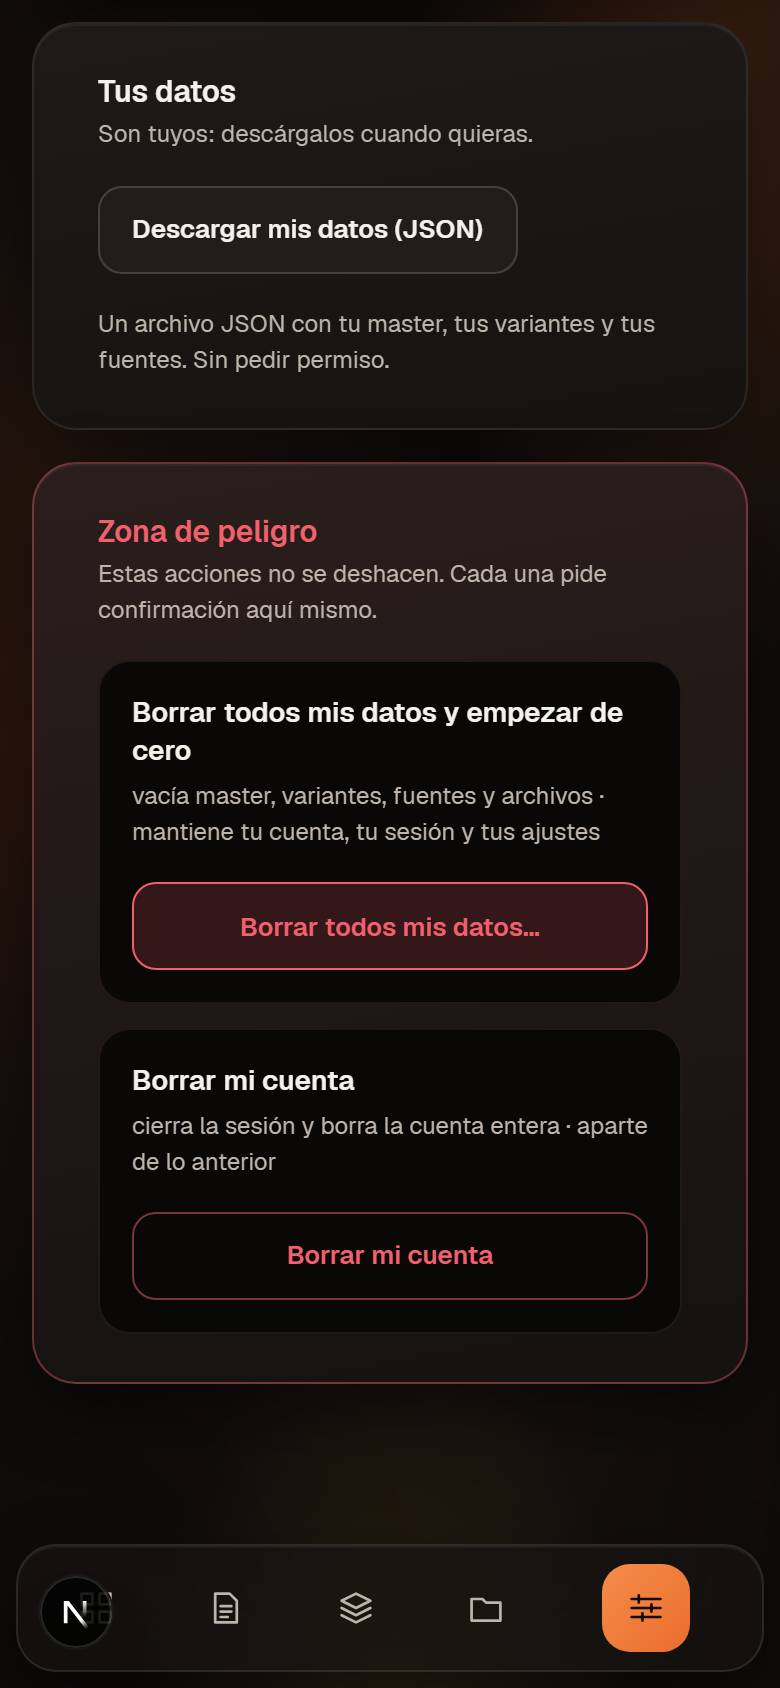 Tus datos
Son tuyos: descárgalos cuando quieras.
Descargar mis datos (JSON)
Un archivo JSON con tu master, tus variantes y tus
fuentes. Sin pedir permiso.
Zona de peligro
Estas acciones no se deshacen. Cada una pide
confirmación aquí mismo.
Borrar todos mis datos y empezar de
cero
vacía master, variantes, fuentes y archivos ·
mantiene tu cuenta, tu sesión y tus ajustes
Borrar todos mis datos...
Borrar mi cuenta
cierra la sesión y borra la cuenta entera · aparte
de lo anterior
Borrar mi cuenta
N